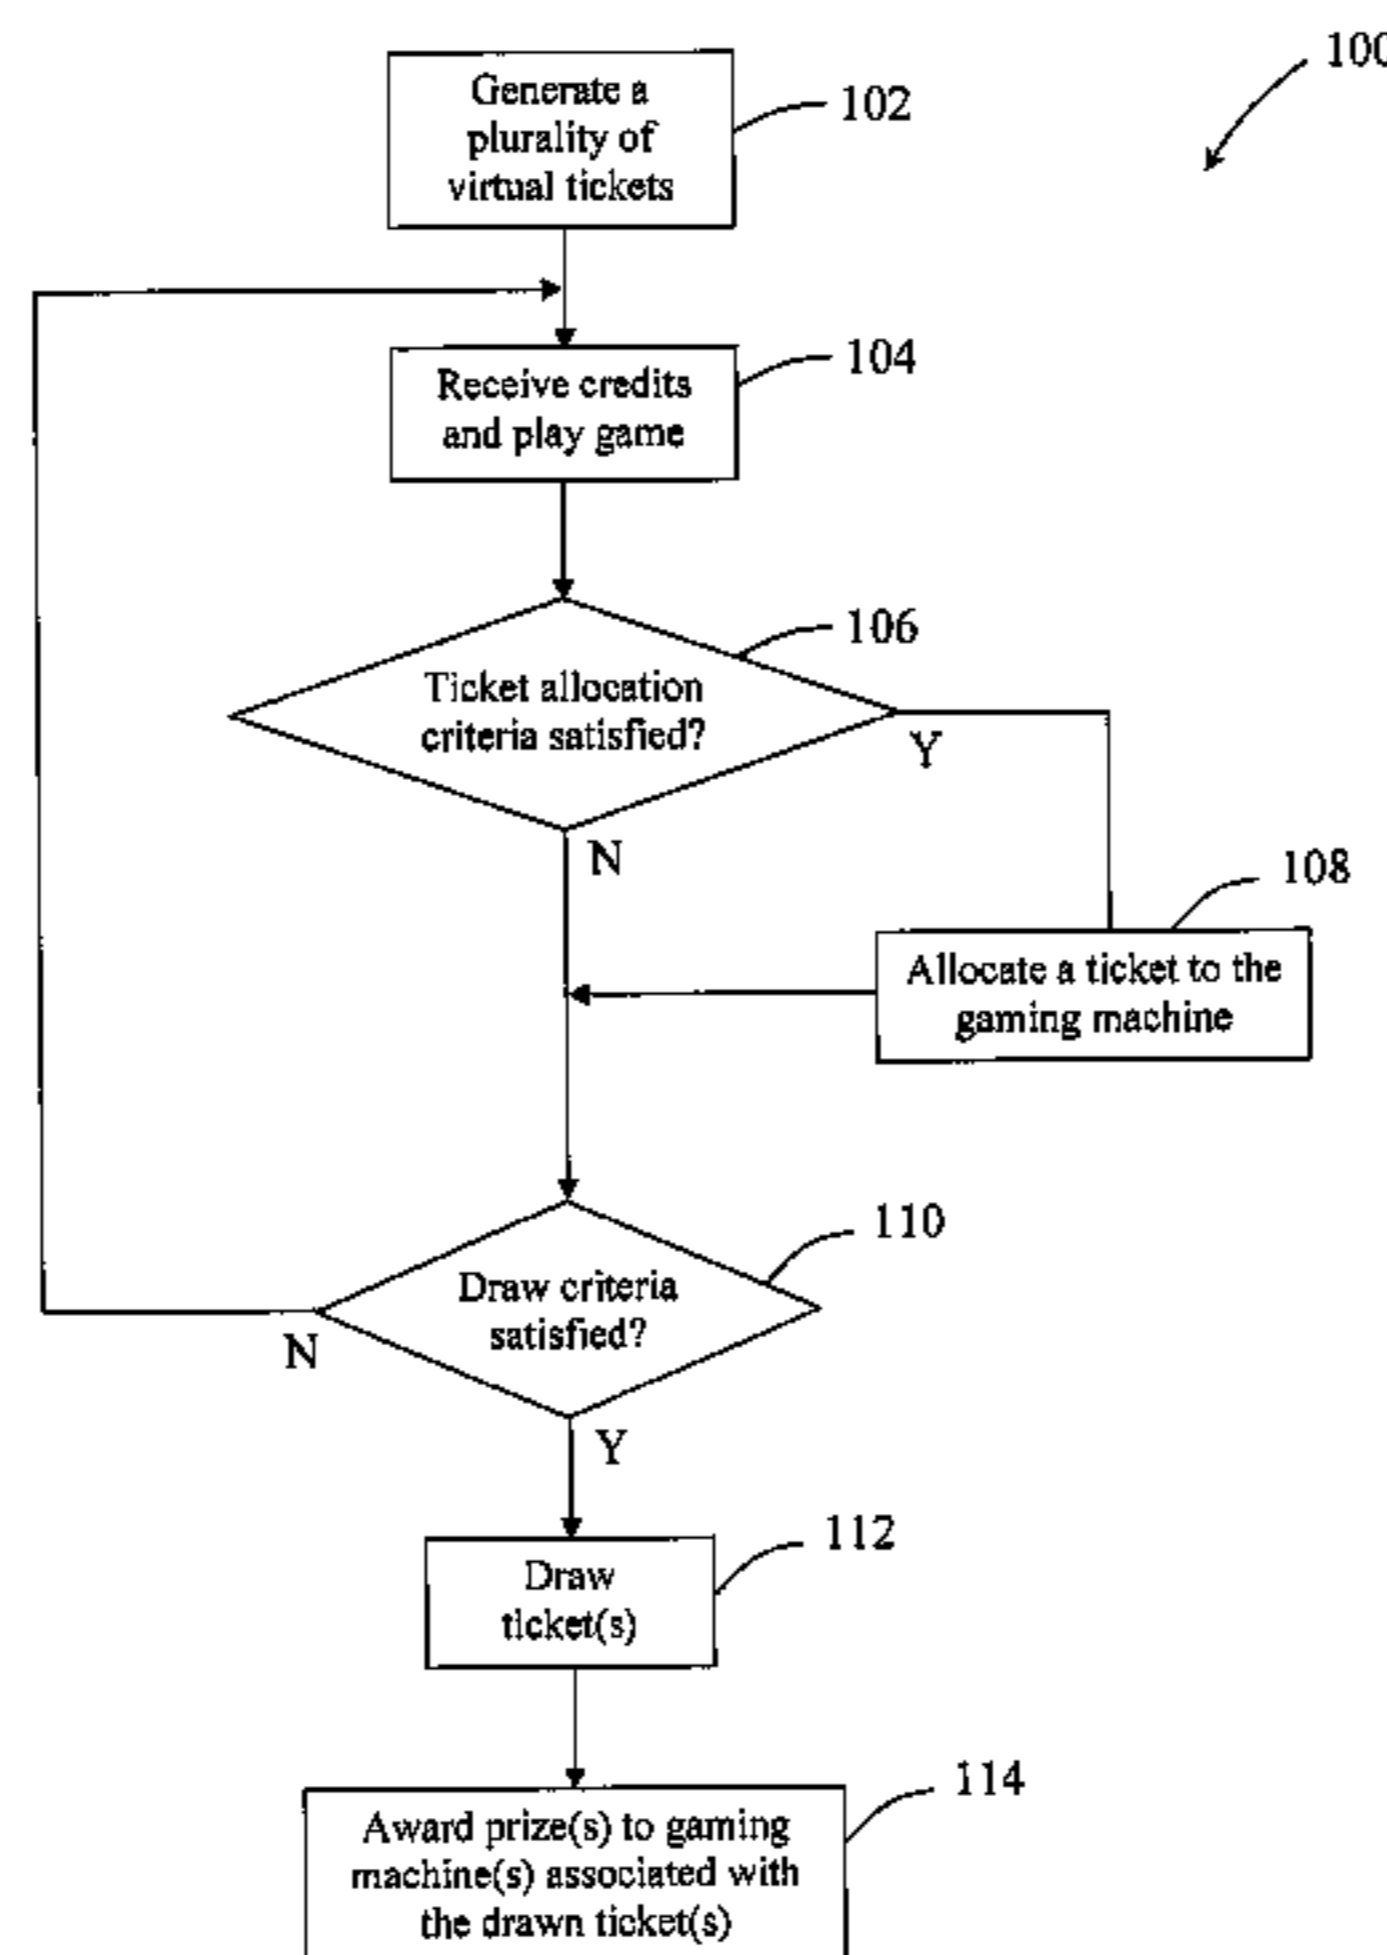 100
Generate a
plurality of
virtual tickets
102
Receive credits
and play game
104
Ticket allocation
criteria satisfied?
106
Y
N
108
Allocate a ticket to the
gaming machine
110
Draw criteria
satisfied?
N
Y
112
Draw
ticket(s)
114
Award prize(s) to gaming
machine(s) associated with
the drawn ticket(s)